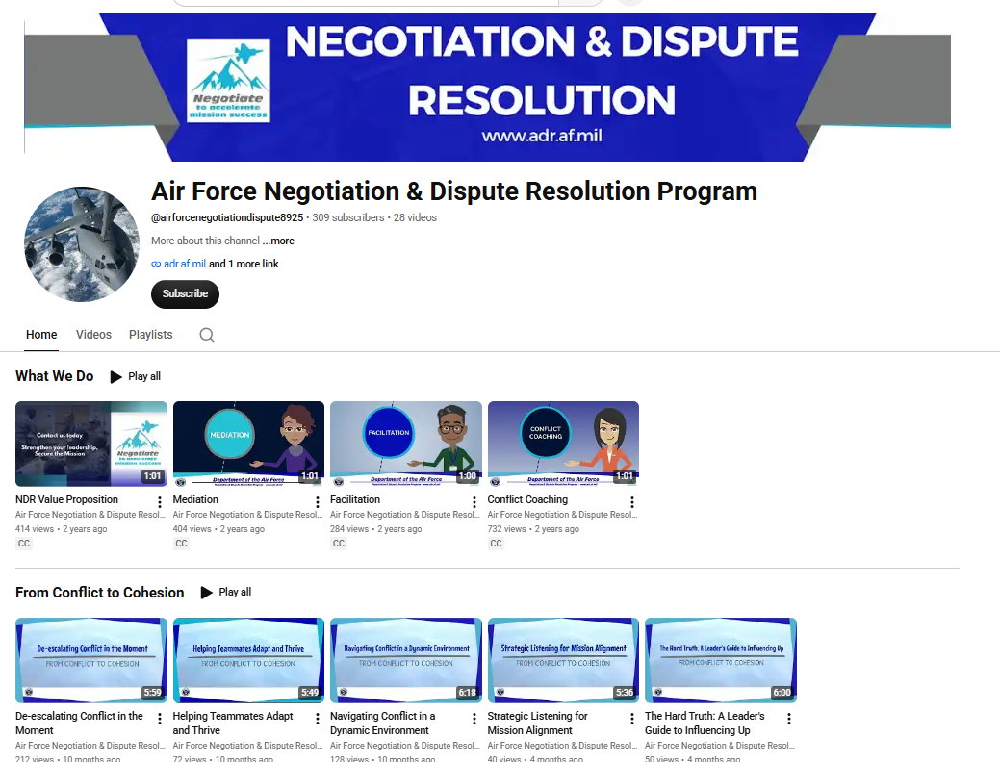 NEGOTIATION & DISPUTE
RESOLUTION
www.adr.af.mil
Negotiate
to accelerate
mission success
Air Force Negotiation & Dispute Resolution Program
@airforcenegotiationdispute8925 • 309 subscribers • 28 videos
More about this channel ...more
adr.af.mil and 1 more link
Subscribe
Home Videos Playlists
What We Do Play all
Contact us today
Strengthen your leadership,
Secure the Mission
Negotiate
to accelerate
mission success
1:01
MEDIATION
Department of the Air Force
1:01
FACILITATION
Department of the Air Force
1:00
CONFLICT
COACHING
Department of the Air Force
1:01
NDR Value Proposition
Air Force Negotiation & Dispute Resol...
414 views • 2 years ago
CC
Mediation
Air Force Negotiation & Dispute Resol...
404 views • 2 years ago
CC
Facilitation
Air Force Negotiation & Dispute Resol...
284 views • 2 years ago
CC
Conflict Coaching
Air Force Negotiation & Dispute Resol...
732 views • 2 years ago
CC
From Conflict to Cohesion Play all
De-escalating Conflict in the Moment
FROM CONFLICT TO COHESION
5:59
Helping Teammates Adapt and Thrive
FROM CONFLICT TO COHESION
5:49
Navigating Conflict in a Dynamic Environment
FROM CONFLICT TO COHESION
6:18
Strategic Listening for Mission Alignment
FROM CONFLICT TO COHESION
5:36
The Hard Truth: A Leader's Guide to Influencing Up
FROM CONFLICT TO COHESION
6:00
De-escalating Conflict in the
Moment
Air Force Negotiation & Dispute Resol...
212 views • 10 months ago
Helping Teammates Adapt
and Thrive
Air Force Negotiation & Dispute Resol...
72 views • 10 months ago
Navigating Conflict in a
Dynamic Environment
Air Force Negotiation & Dispute Resol...
128 views • 10 months ago
Strategic Listening for
Mission Alignment
Air Force Negotiation & Dispute Resol...
40 views • 4 months ago
The Hard Truth: A Leader's
Guide to Influencing Up
Air Force Negotiation & Dispute Resol...
50 views • 4 months ago